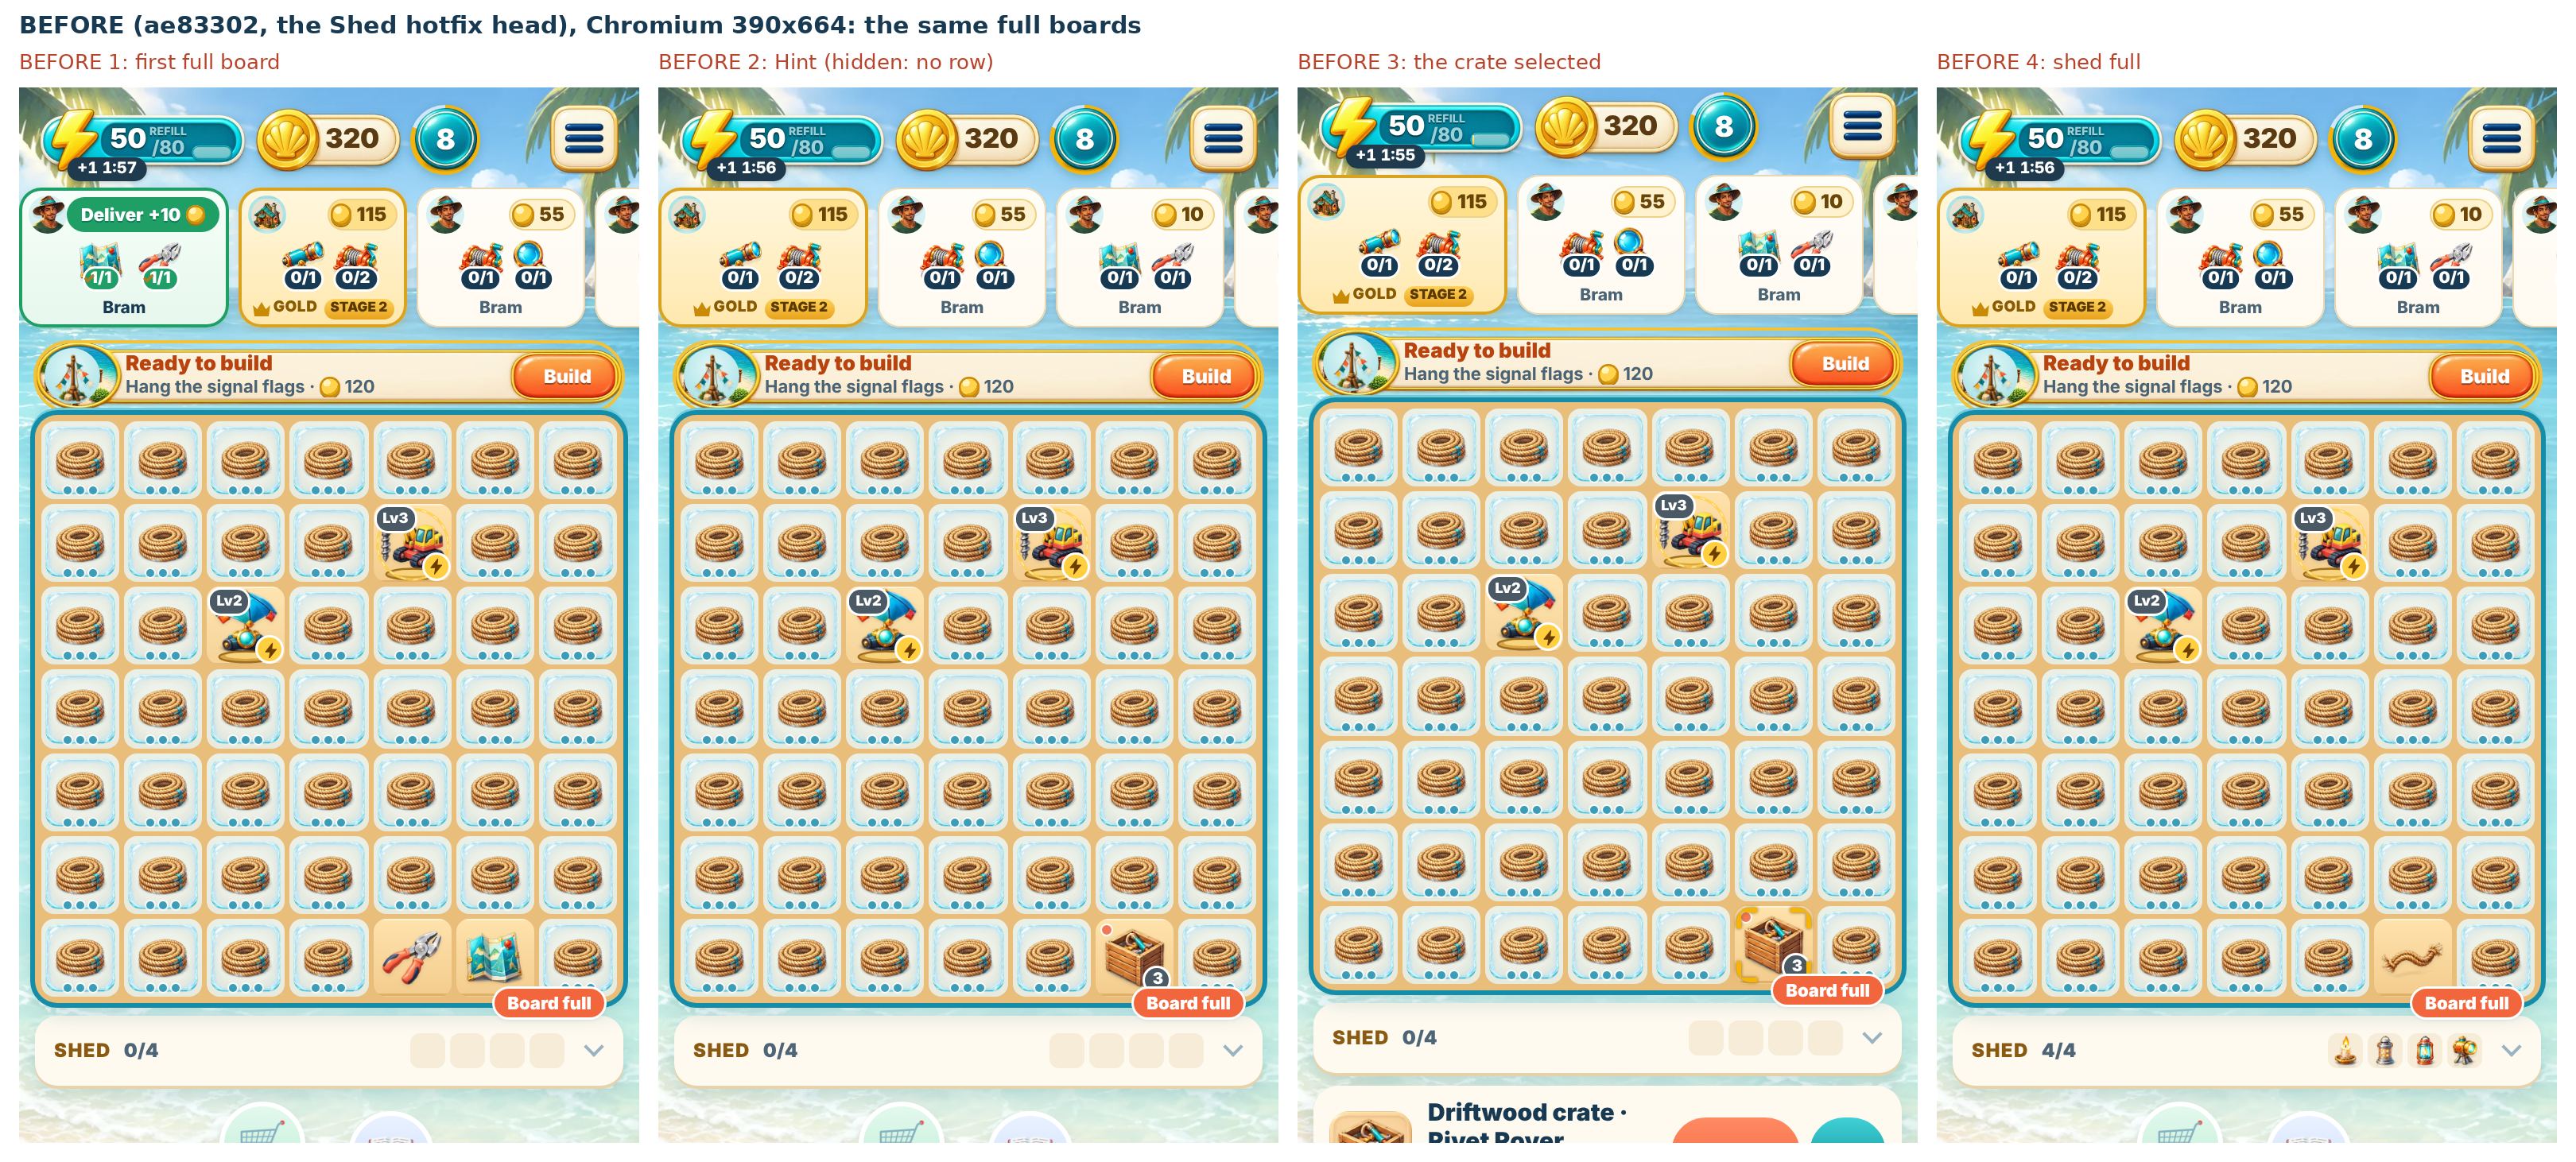 BEFORE (ae83302, the Shed hotfix head), Chromium 390x664: the same full boards
BEFORE 1: first full board
50 REFILL /80
+1 1:57
320
8
Deliver +10
1/1 1/1
Bram
115
0/1 0/2
GOLD STAGE 2
55
0/1 0/1
Bram
Ready to build
Hang the signal flags · 120
Build
Lv3
Lv2
Board full
SHED 0/4
BEFORE 2: Hint (hidden: no row)
50 REFILL /80
+1 1:56
320
8
115
0/1 0/2
GOLD STAGE 2
55
0/1 0/1
Bram
10
0/1 0/1
Bram
Ready to build
Hang the signal flags · 120
Build
Lv3
Lv2
3
Board full
SHED 0/4
BEFORE 3: the crate selected
50 REFILL /80
+1 1:55
320
8
115
0/1 0/2
GOLD STAGE 2
55
0/1 0/1
Bram
10
0/1 0/1
Bram
Ready to build
Hang the signal flags · 120
Build
Lv3
Lv2
3
Board full
SHED 0/4
Driftwood crate ·
Rivet Rover
BEFORE 4: shed full
50 REFILL /80
+1 1:56
320
8
115
0/1 0/2
GOLD STAGE 2
55
0/1 0/1
Bram
10
0/1 0/1
Bram
Ready to build
Hang the signal flags · 120
Build
Lv3
Lv2
Board full
SHED 4/4